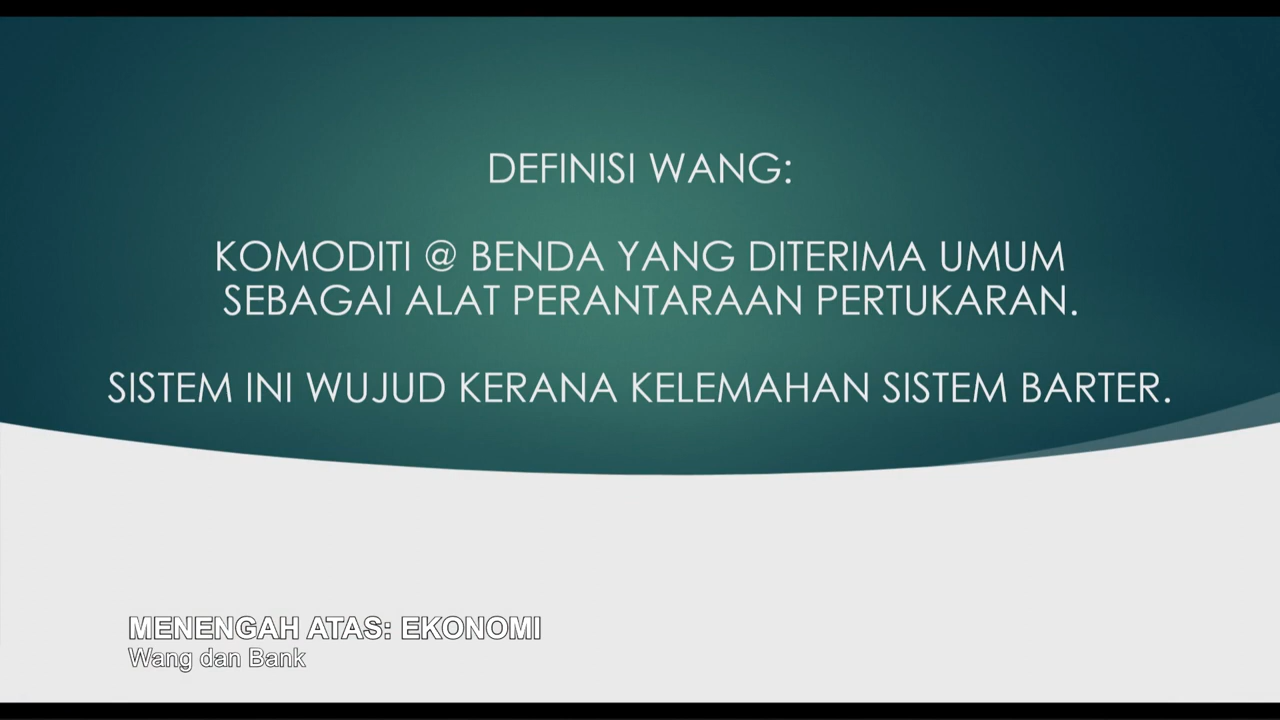 DEFINISI WANG:
KOMODITI @ BENDA YANG DITERIMA UMUM
SEBAGAI ALAT PERANTARAAN PERTUKARAN.
SISTEM INI WUJUD KERANA KELEMAHAN SISTEM BARTER.
MENENGAH ATAS: EKONOMI
Wang dan Bank